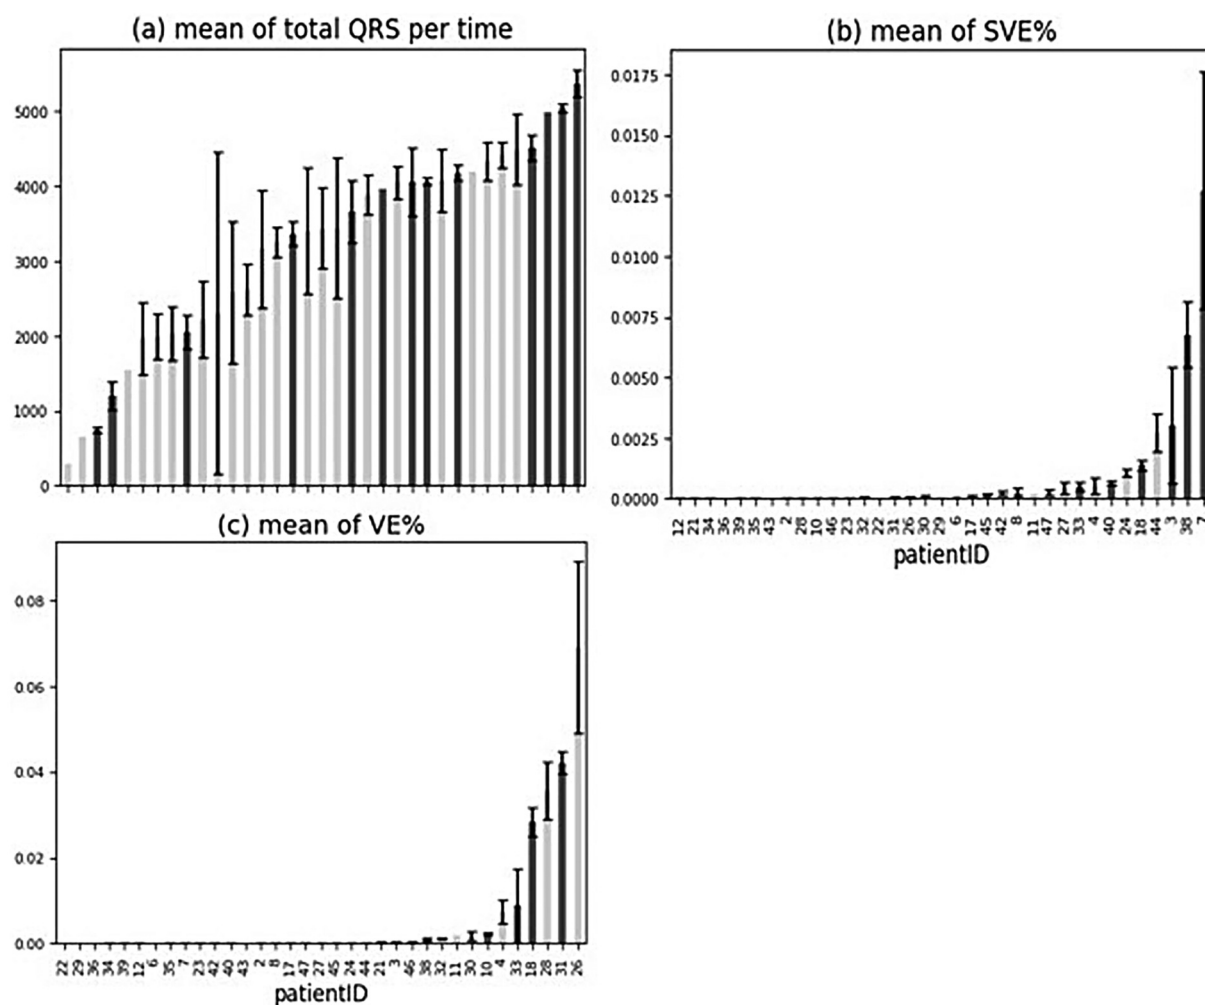 (a) mean of total QRS per time
5000
4000
3000
2000
1000
0
(b) mean of SVE%
0.0175
0.0150
0.0125
0.0100
0.0075
0.0050
0.0025
0.0000
12 21 34 36 39 35 43 2 28 10 46 23 32 22 31 26 30 29 6 17 45 42 8 11 47 27 33 4 40 24 18 44 3 38 7
patientID
(c) mean of VE%
0.08
0.06
0.04
0.02
0.00
22 29 36 34 39 12 6 35 7 23 42 40 43 2 8 17 47 27 45 24 44 21 3 46 38 32 11 30 10 4 33 18 28 31 26
patientID